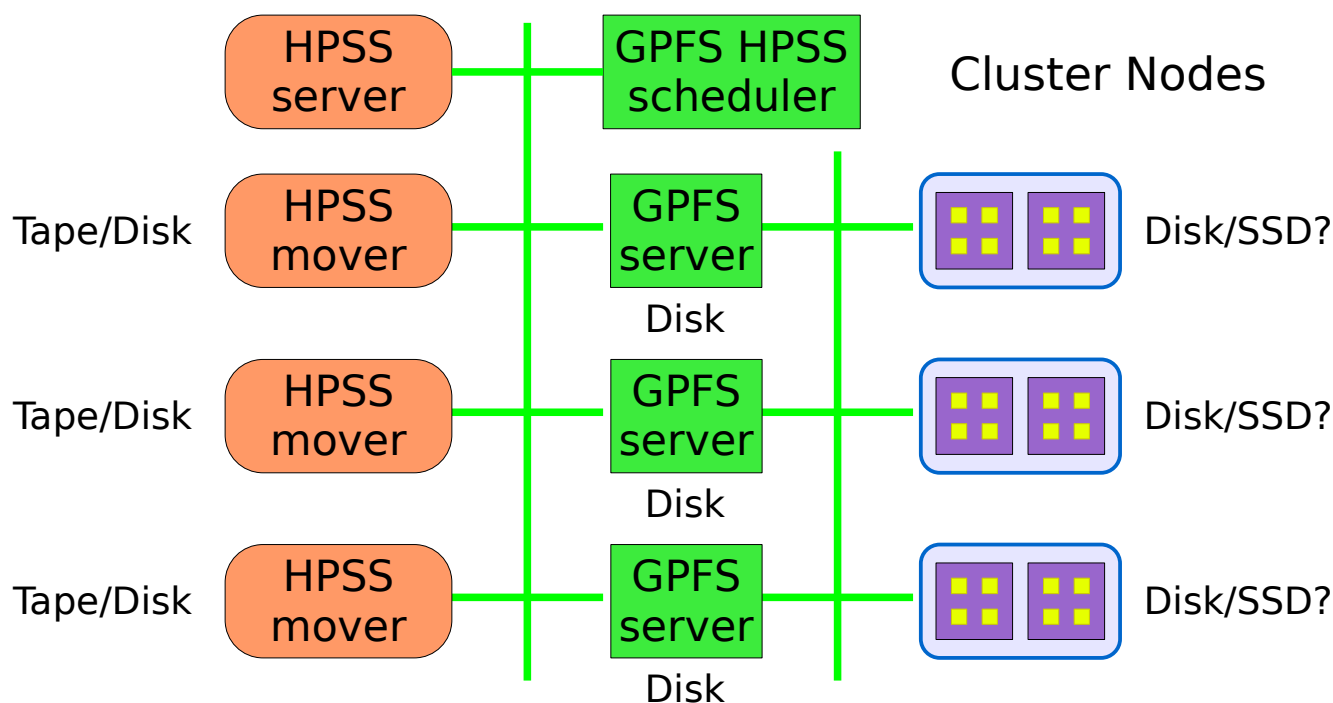 HPSS
server
GPFS HPSS
scheduler
Cluster Nodes
Tape/Disk
HPSS
mover
GPFS
server
Disk/SSD?
Disk
Tape/Disk
HPSS
mover
GPFS
server
Disk/SSD?
Disk
Tape/Disk
HPSS
mover
GPFS
server
Disk/SSD?
Disk